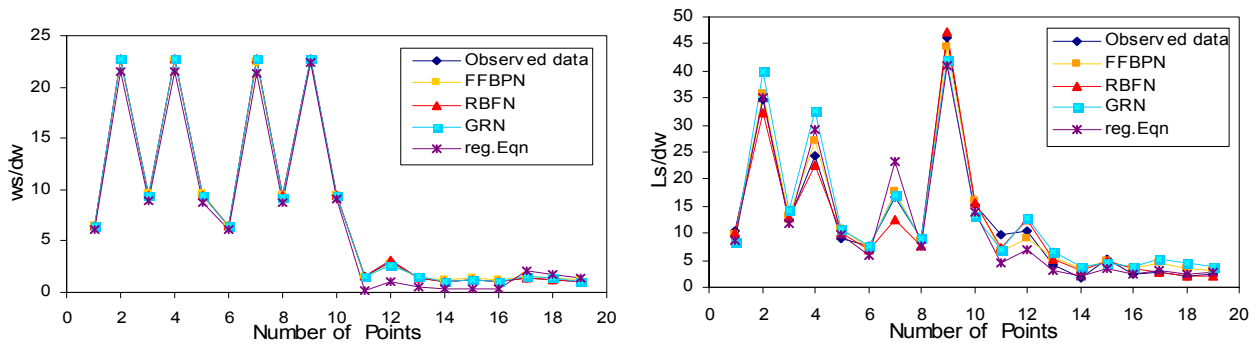 25
20
15
10
5
0
ws/dw
0 2 4 6 8 10 12 14 16 18 20
Number of Points
Observed data
FFBPN
RBFN
GRN
reg.Eqn
50
45
40
35
30
25
20
15
10
5
0
Ls/dw
0 2 4 6 8 10 12 14 16 18 20
Number of Points
Observed data
FFBPN
RBFN
GRN
reg.Eqn